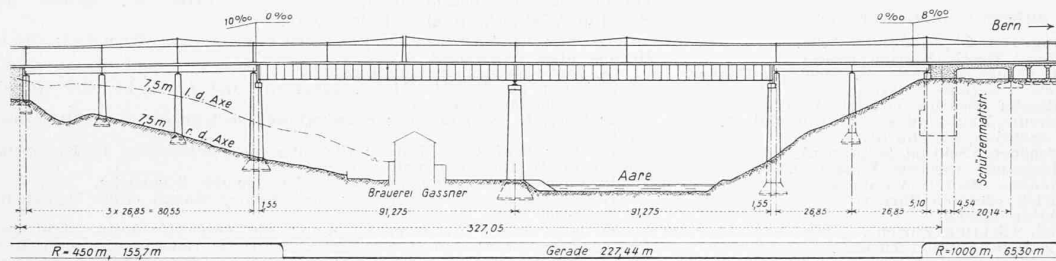 10‰ 0‰
0‰ 8‰
Bern
7,5 m l. d. Axe
7,5 m r. d. Axe
Brauerei Gassner
Aare
Schützenmattstr.
3 x 26,85 = 80,55
1,55
91,275
91,275
1,55
26,85
26,85
5,10
4,54
20,14
327,05
R = 450 m, 155,7 m
Gerade 227,44 m
R = 1000 m, 65,30 m